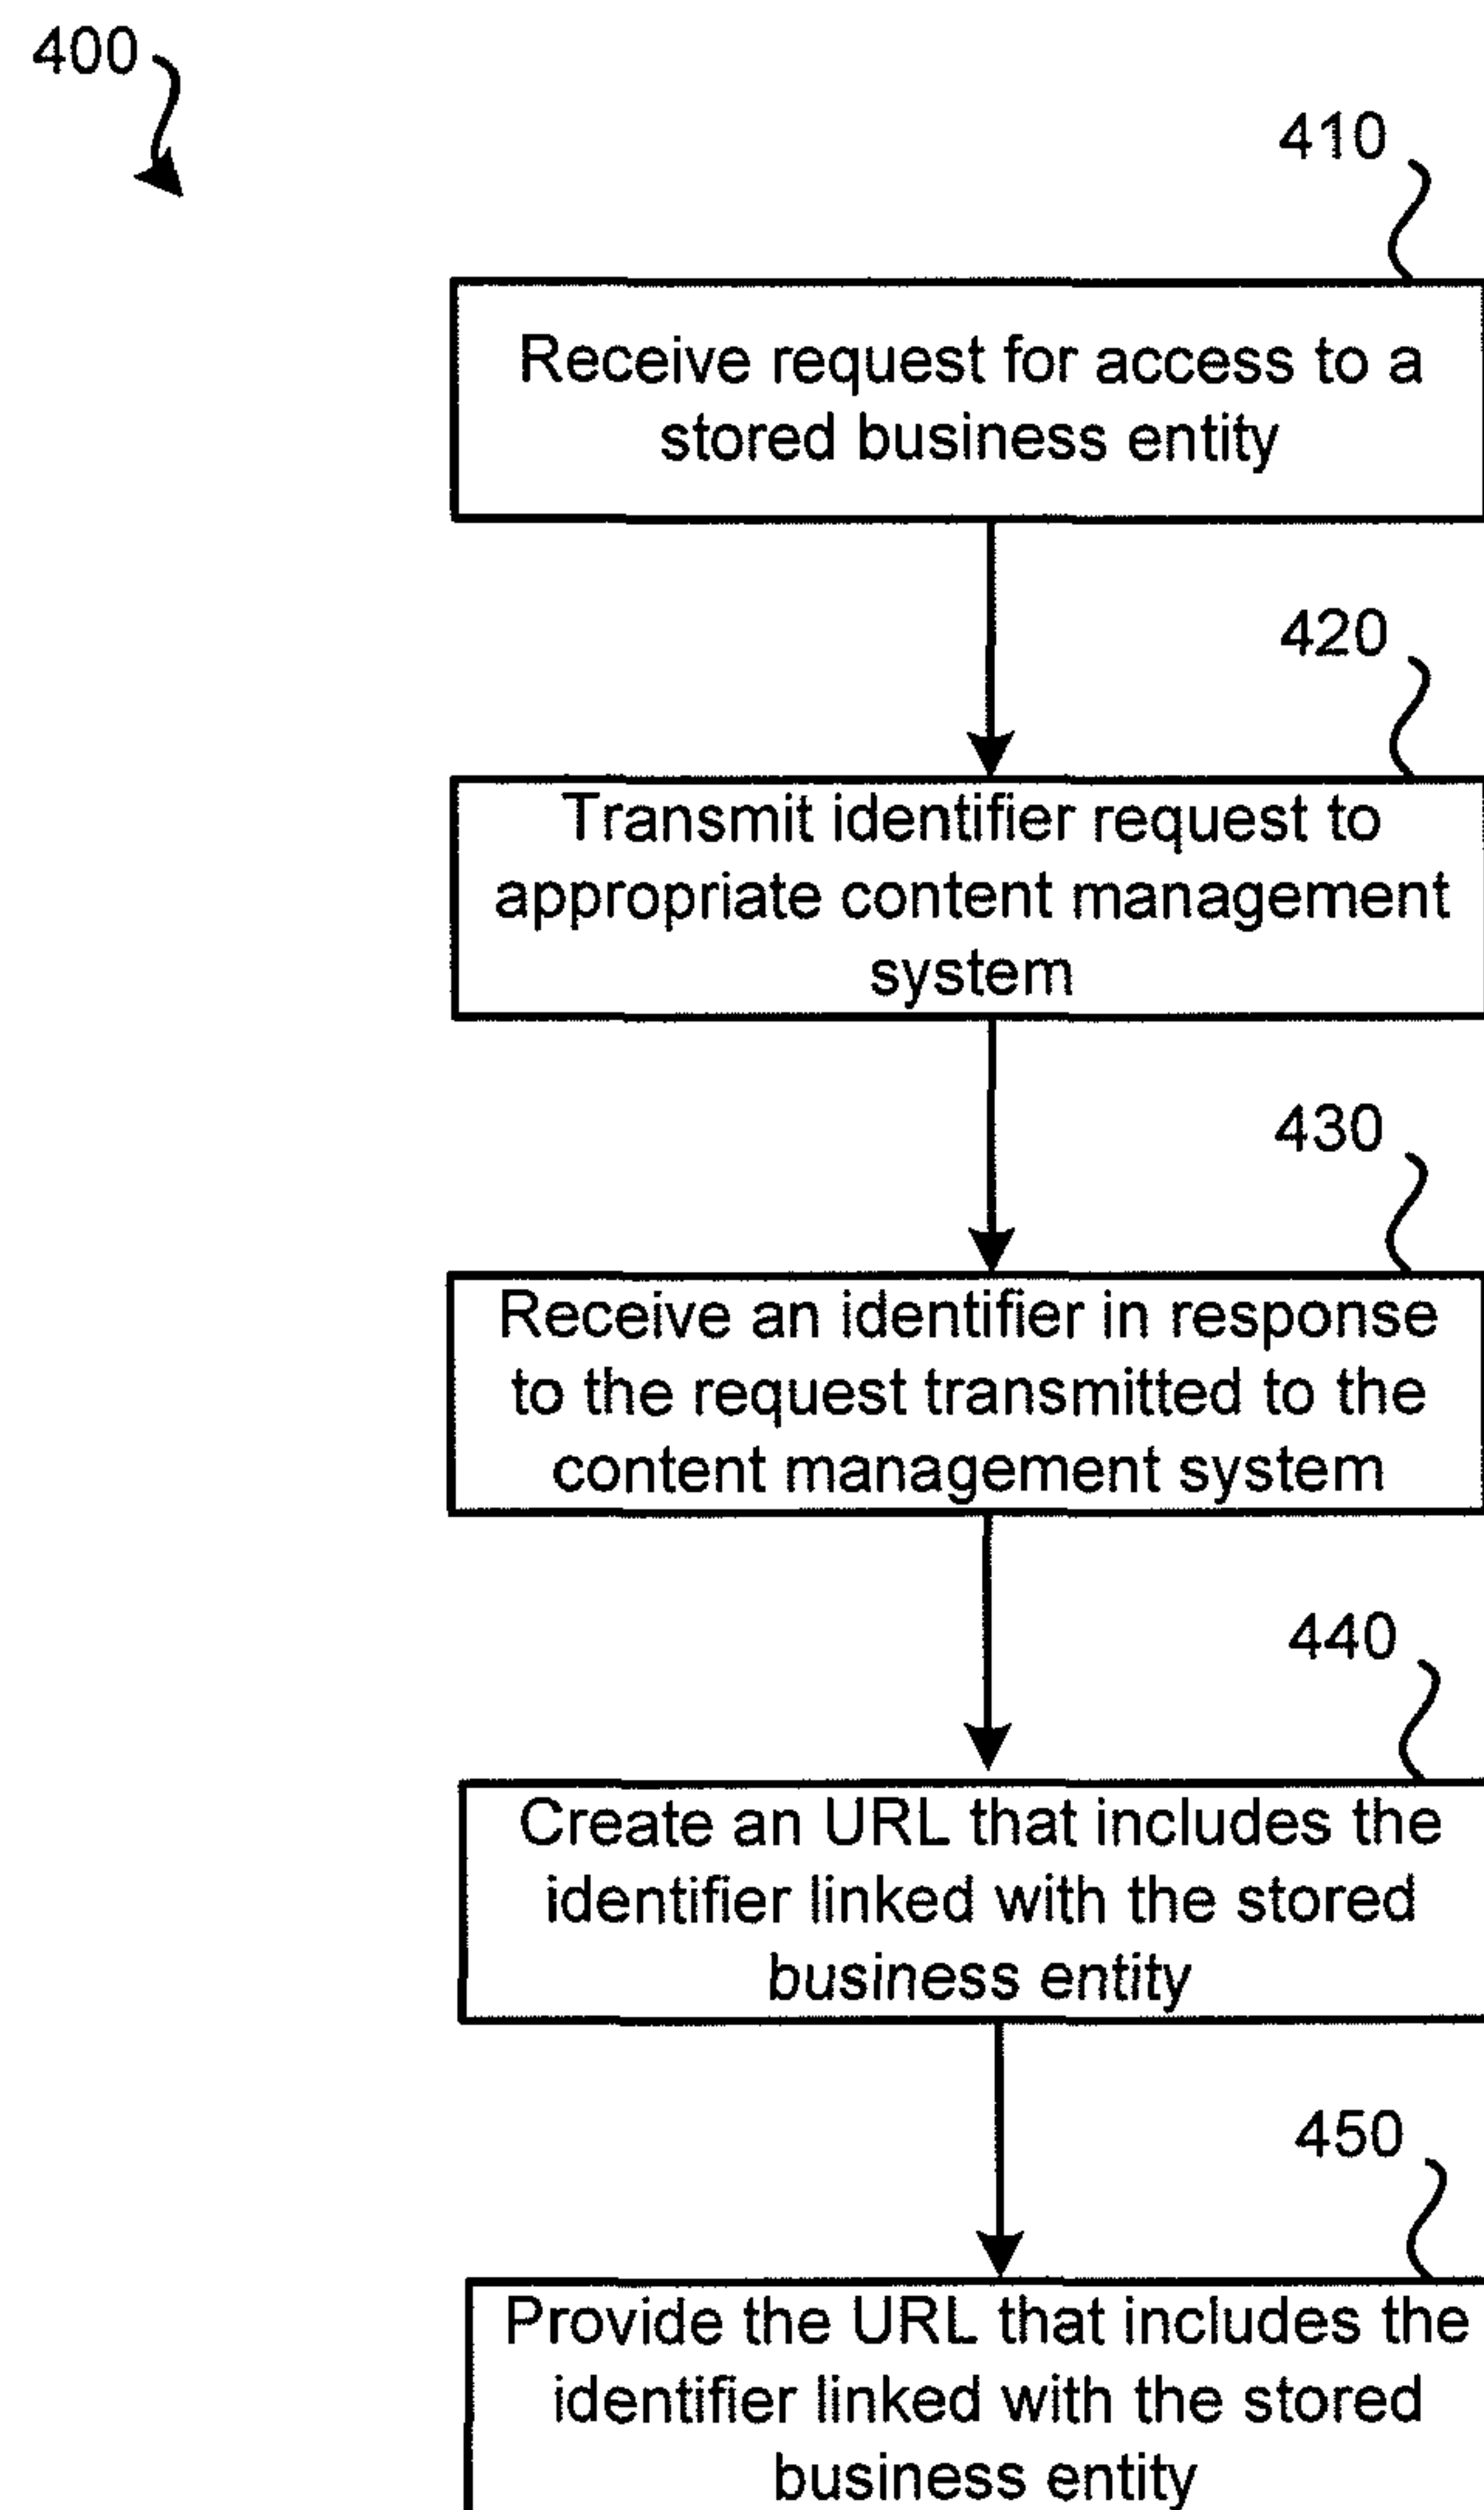 400
410
Receive request for access to a
stored business entity
420
Transmit identifier request to
appropriate content management
system
430
Receive an identifier in response
to the request transmitted to the
content management system
440
Create an URL that includes the
identifier linked with the stored
business entity
450
Provide the URL that includes the
identifier linked with the stored
business entity